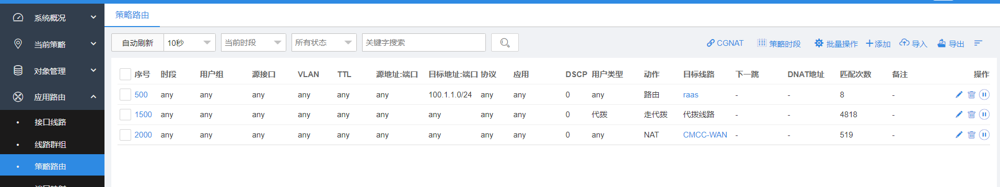 策略路由
系统概况
当前策略
对象管理
应用路由
接口线路
线路群组
策略路由
自动刷新 10秒 当前时段 所有状态 关键字搜索 CGNAT 策略时段 批量操作 添加 导入 导出
序号 时段 用户组 源接口 VLAN TTL 源地址:端口 目标地址:端口 协议 应用 DSCP 用户类型 动作 目标线路 下一跳 DNAT地址 匹配次数 备注 操作
500 any any any any any any 100.1.1.0/24 any any 0 any 路由 raas - - 8 -
1500 any any any any any any any any any 0 代拨 走代拨 代拨线路 - - 4818 -
2000 any any any any any any any any any 0 any NAT CMCC-WAN - - 519 -